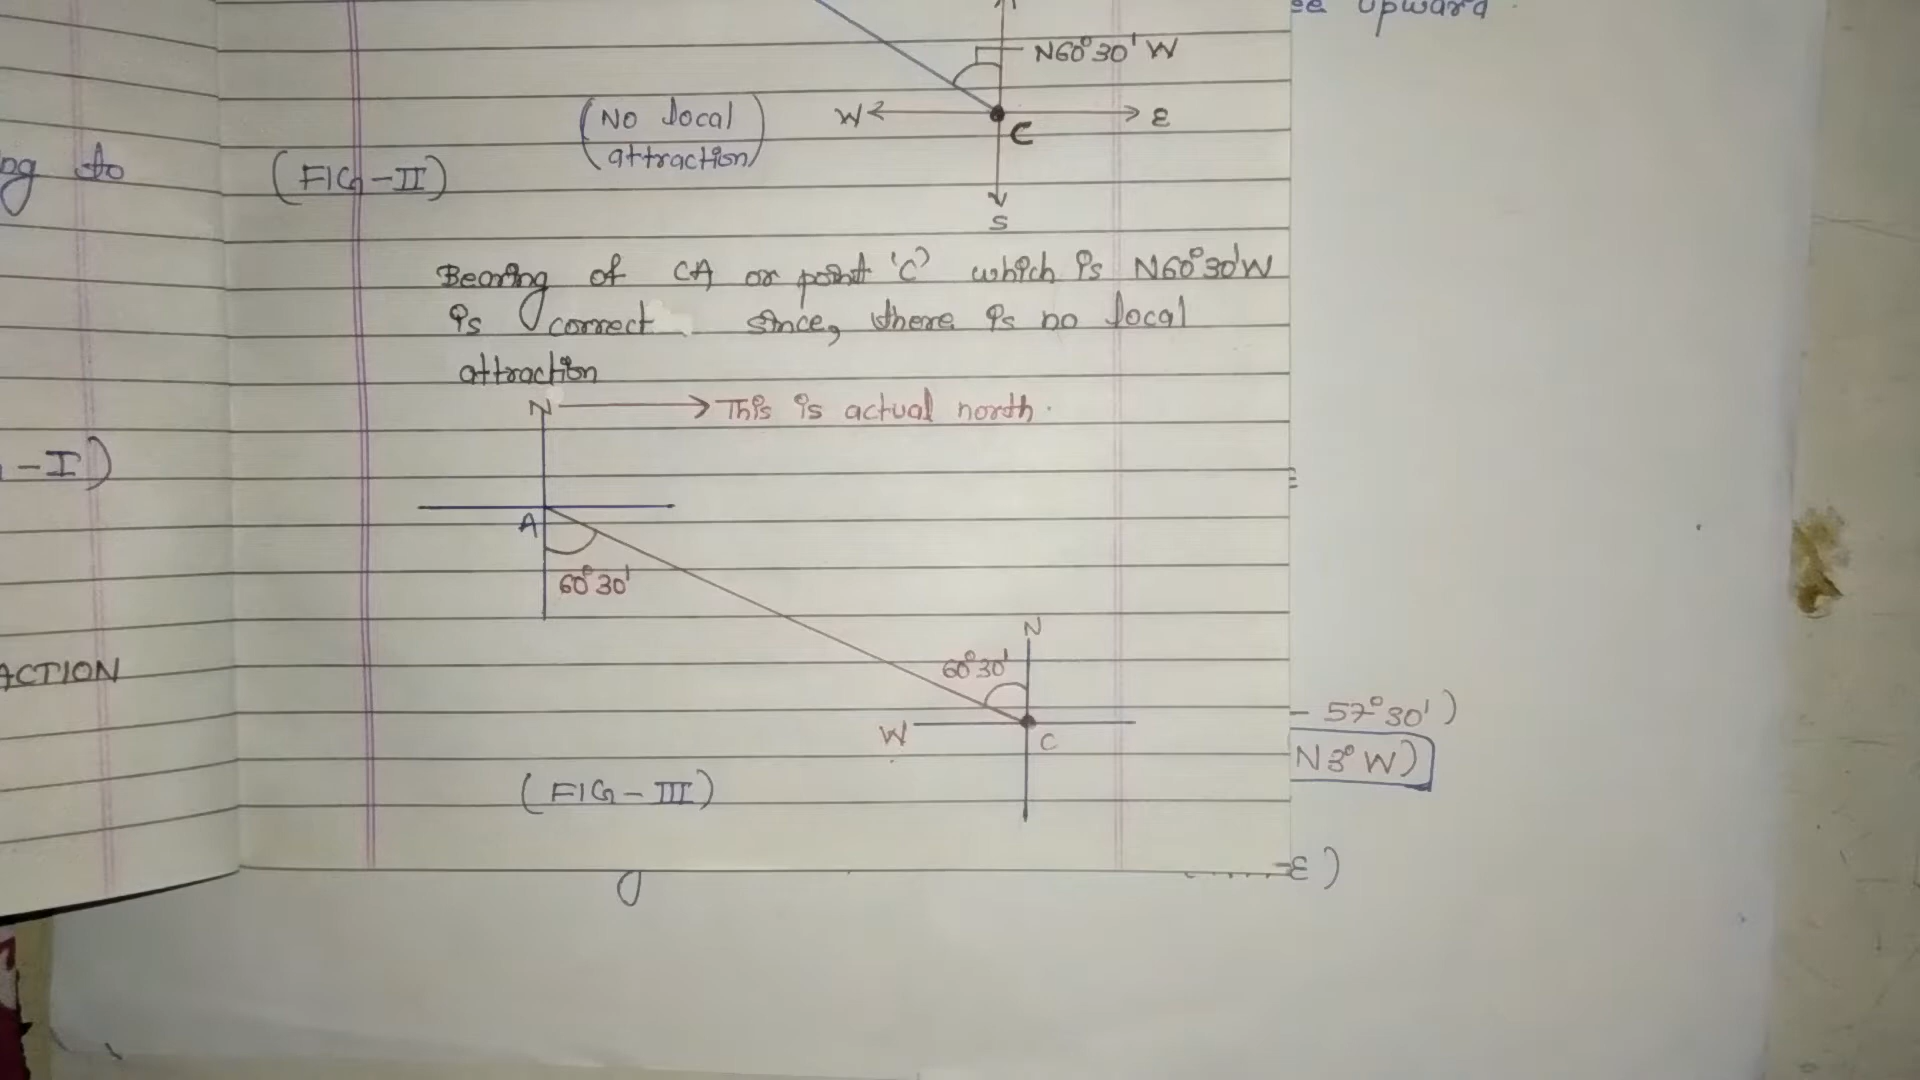 upward
N60°30' W
(No local
attraction)
W
E
C
to
(FIG-II)
S
Bearing of CA or point 'C' which is N60°30'W
is correct since, there is no local
attraction
N → This is actual north.
- I)
A
60°30'
N
60°30'
ACTION
- 57°30')
W
C
N3°W)
(FIG - III)
E)